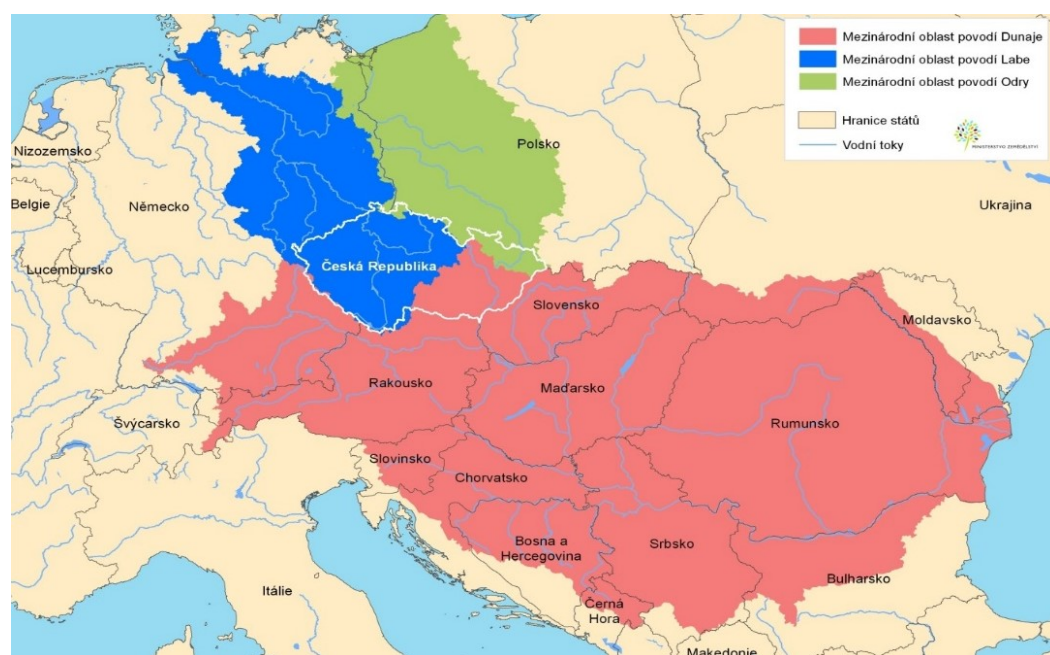 Mezinárodní oblast povodí Dunaje
Mezinárodní oblast povodí Labe
Mezinárodní oblast povodí Odry
Hranice států
Vodní toky
MINISTERSTVO ZEMĚDĚLSTVÍ
Nizozemsko
Polsko
Belgie
Německo
Ukrajina
Lucembursko
Česká Republika
Slovensko
Moldavsko
Rakousko
Maďarsko
Švýcarsko
Rumunsko
Slovinsko
Chorvatsko
Bosna a
Hercegovina
Srbsko
Bulharsko
Itálie
Černá
Hora
Makedonie